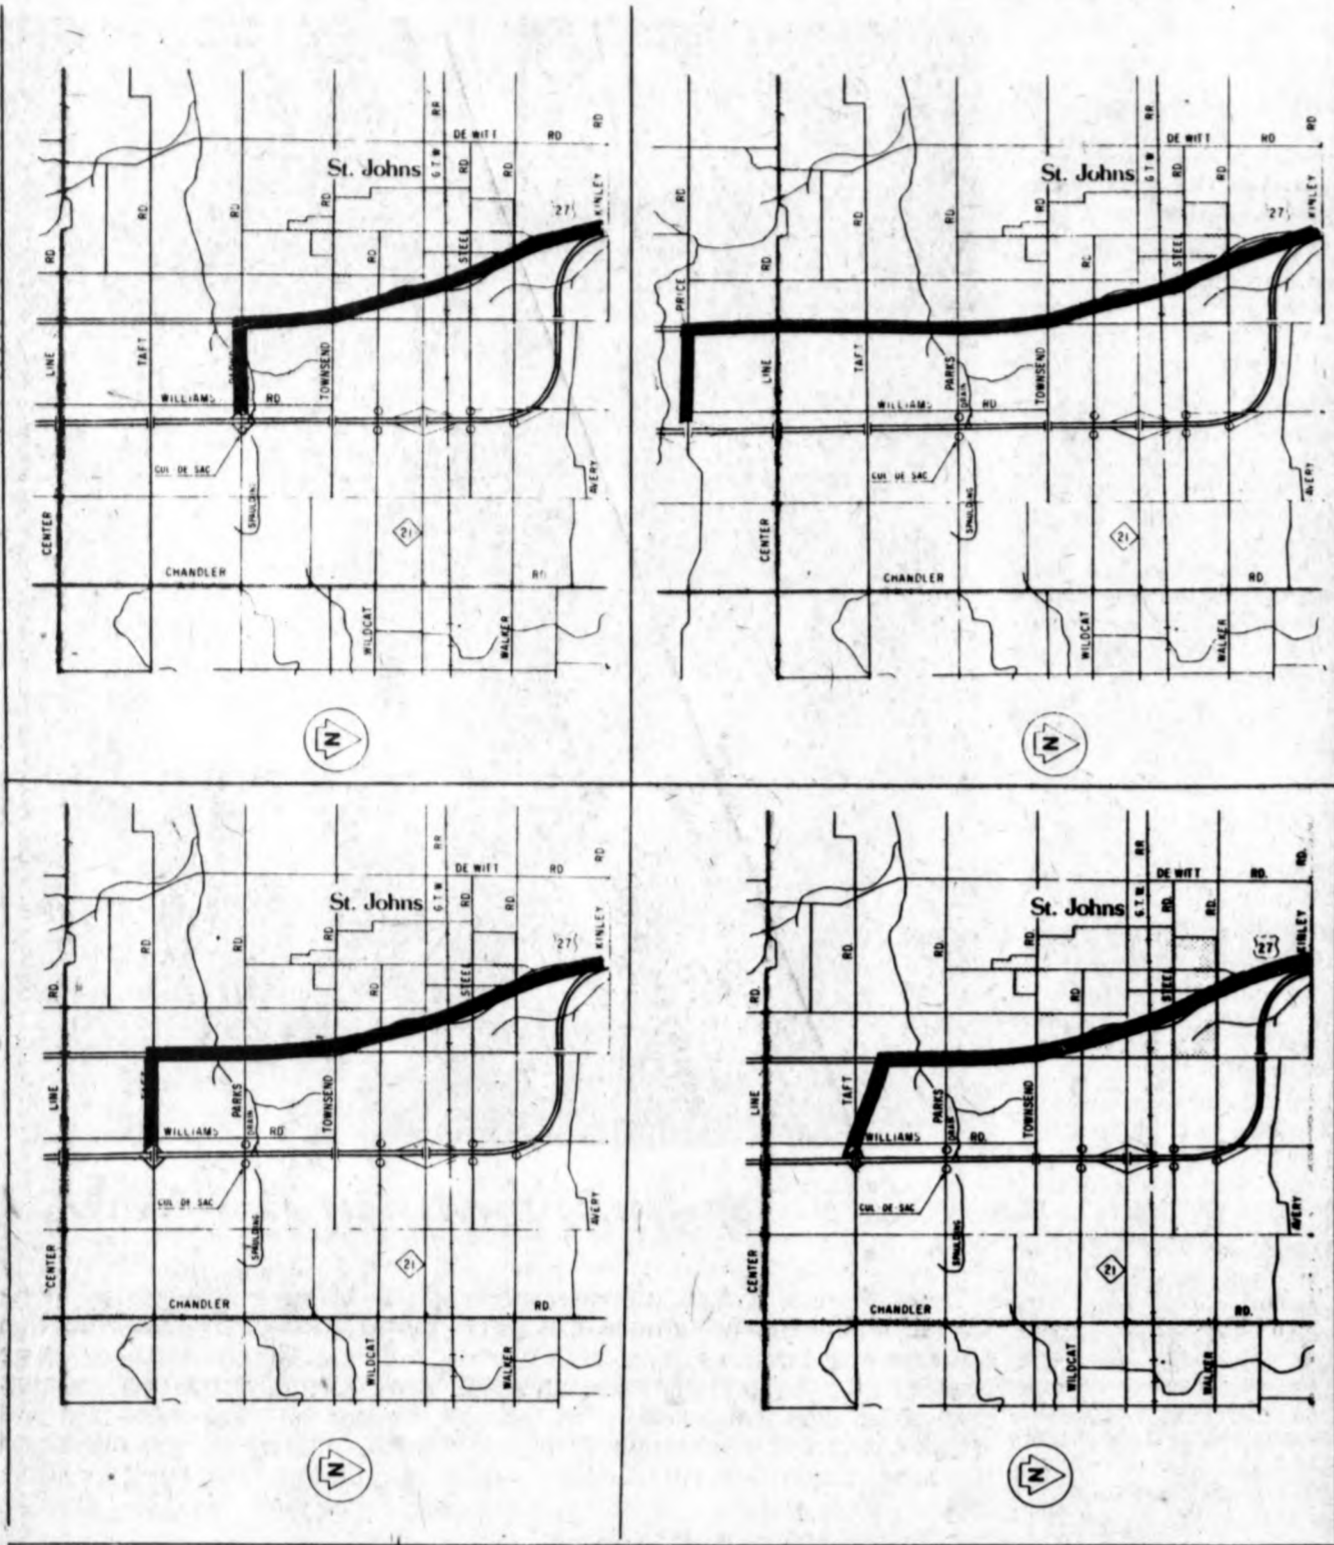 RR
DE WITT RD
RD
St. Johns
G.T.W.
RD
RD
RD
RD
RD
27
KINLEY
RD
RD
STEEL
LINE
TAFT
TOWNSEND
WILLIAMS RD
CUL DE SAC
SPAULDING
AVERY
CENTER
21
CHANDLER RD.
WILDCAT
WALKER
N
RR
DE WITT RD
RD
St. Johns
G.T.W.
RD
RD
RD
RD
RD
RD
27
KINLEY
RD
RD
STEEL
PRICE
LINE
TAFT
PARKS
DRAIN
TOWNSEND
WILLIAMS RD
CUL DE SAC
SPAULDING
AVERY
CENTER
21
CHANDLER RD.
WILDCAT
WALKER
N
RR
DE WITT RD
RD.
St. Johns
G.T.W.
RD
RD
RD
RD
RD
27
KINLEY
RD.
RD
STEEL
LINE
PARKS
DRAIN
TOWNSEND
WILLIAMS RD.
CUL DE SAC
SPAULDING
AVERY
CENTER
21
CHANDLER RD.
WILDCAT
WALKER
N
RR
DE WITT RD.
RD.
St. Johns
G.T.W.
RD.
RD.
RD.
RD.
RD.
27
KINLEY
RD.
RD
STEEL
LINE
TAFT
PARKS
DRAIN
TOWNSEND
WILLIAMS RD.
CUL DE SAC
SPAULDING
AVERY
CENTER
21
CHANDLER RD.
WILDCAT
WALKER
N